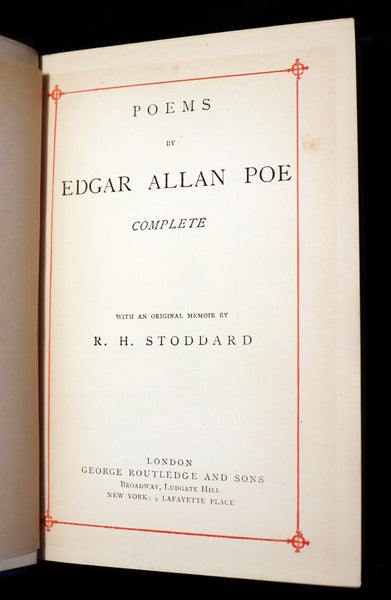 POEMS
BY
EDGAR ALLAN POE
COMPLETE
WITH AN ORIGINAL MEMOIR BY
R. H. STODDARD
LONDON
GEORGE ROUTLEDGE AND SONS
BROADWAY, LUDGATE HILL
NEW YORK: 9 LAFAYETTE PLACE